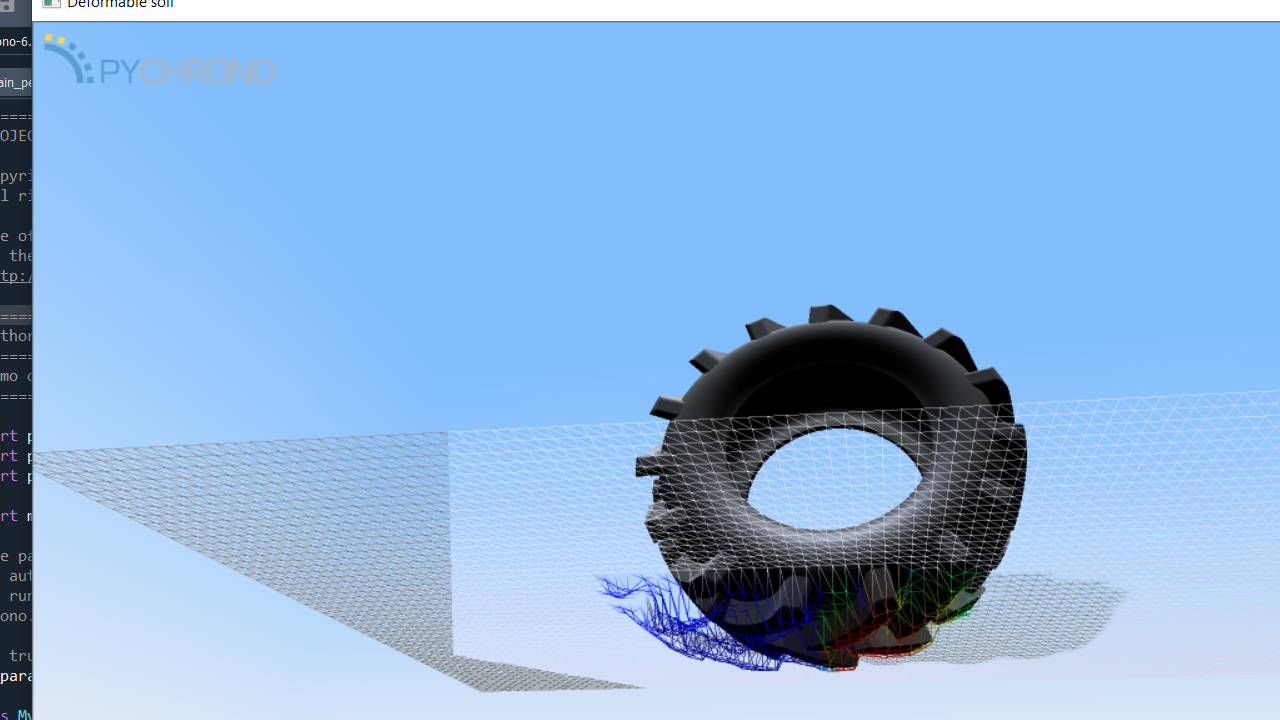 Deformable soil
PYCHRONO
ono-6.
ain_pe
====
OJEC
pyri
l ri
e of
the
tp:/
====
thor
====
mo d
====
rt p
rt p
rt p
rt m
e pa
aut
run
ono.
tru
para
s My